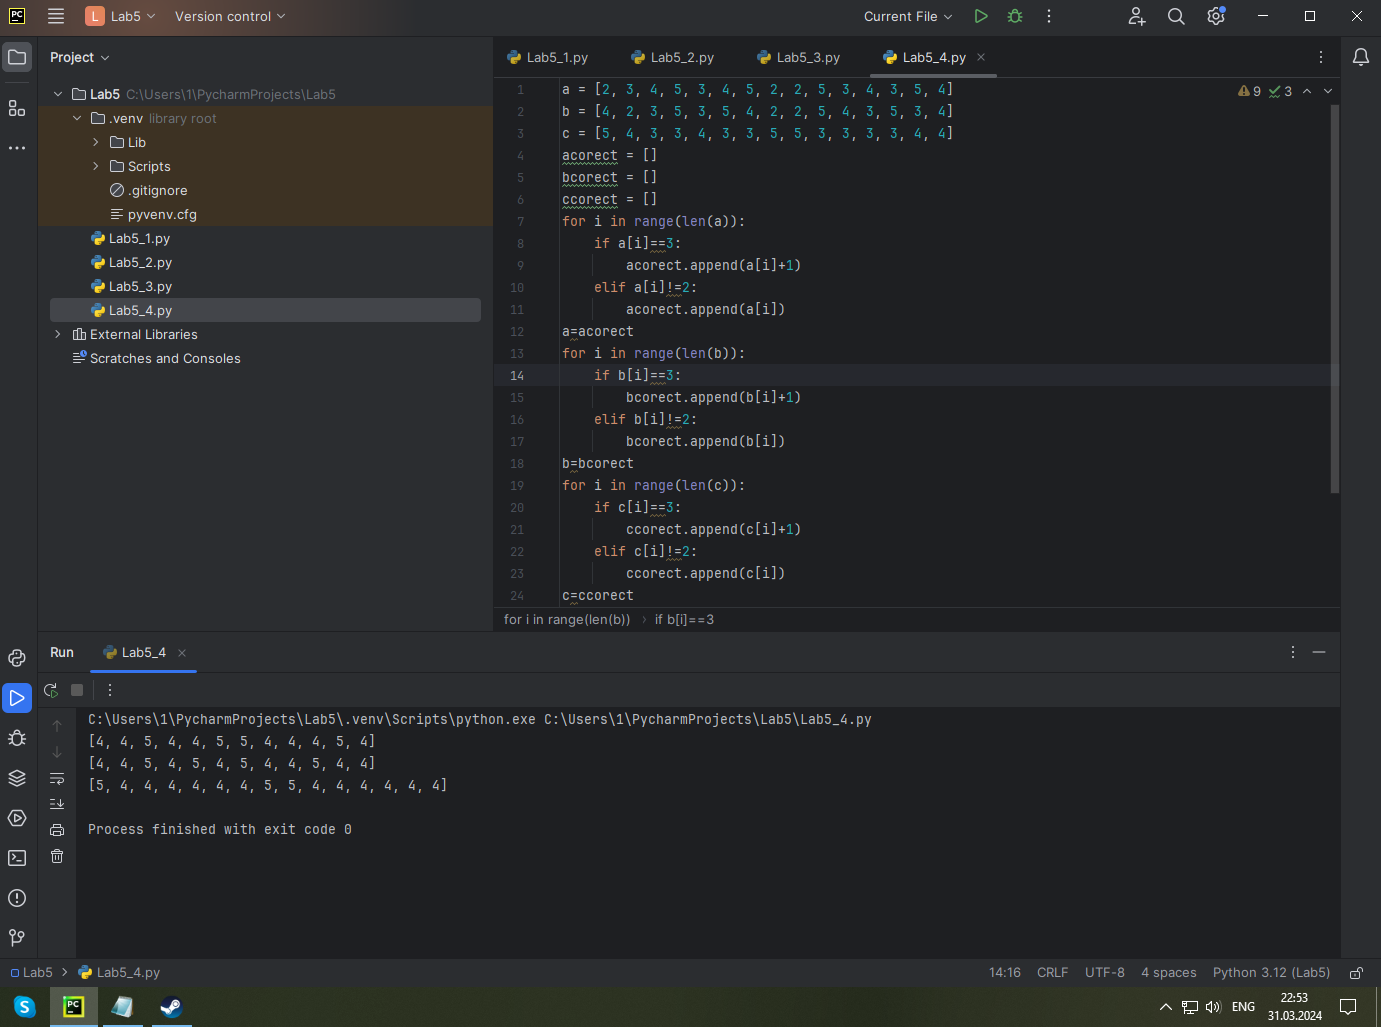 PC L Lab5 Version control Current File
Project
Lab5 C:\Users\1\PycharmProjects\Lab5
.venv library root
Lib
Scripts
.gitignore
pyvenv.cfg
Lab5_1.py
Lab5_2.py
Lab5_3.py
Lab5_4.py
External Libraries
Scratches and Consoles
Lab5_1.py Lab5_2.py Lab5_3.py Lab5_4.py
9 3
1 a = [2, 3, 4, 5, 3, 4, 5, 2, 2, 5, 3, 4, 3, 5, 4]
2 b = [4, 2, 3, 5, 3, 5, 4, 2, 2, 5, 4, 3, 5, 3, 4]
3 c = [5, 4, 3, 3, 4, 3, 3, 5, 5, 3, 3, 3, 3, 4, 4]
4 acorect = []
5 bcorect = []
6 ccorect = []
7 for i in range(len(a)):
8 if a[i]==3:
9 acorect.append(a[i]+1)
10 elif a[i]!=2:
11 acorect.append(a[i])
12 a=acorect
13 for i in range(len(b)):
14 if b[i]==3:
15 bcorect.append(b[i]+1)
16 elif b[i]!=2:
17 bcorect.append(b[i])
18 b=bcorect
19 for i in range(len(c)):
20 if c[i]==3:
21 ccorect.append(c[i]+1)
22 elif c[i]!=2:
23 ccorect.append(c[i])
24 c=ccorect
for i in range(len(b)) › if b[i]==3
Run Lab5_4
C:\Users\1\PycharmProjects\Lab5\.venv\Scripts\python.exe C:\Users\1\PycharmProjects\Lab5\Lab5_4.py
[4, 4, 5, 4, 4, 5, 5, 4, 4, 4, 5, 4]
[4, 4, 5, 4, 5, 4, 5, 4, 4, 5, 4, 4]
[5, 4, 4, 4, 4, 4, 4, 5, 5, 4, 4, 4, 4, 4, 4]
Process finished with exit code 0
Lab5 › Lab5_4.py 14:16 CRLF UTF-8 4 spaces Python 3.12 (Lab5)
S PC ENG 22:53
31.03.2024